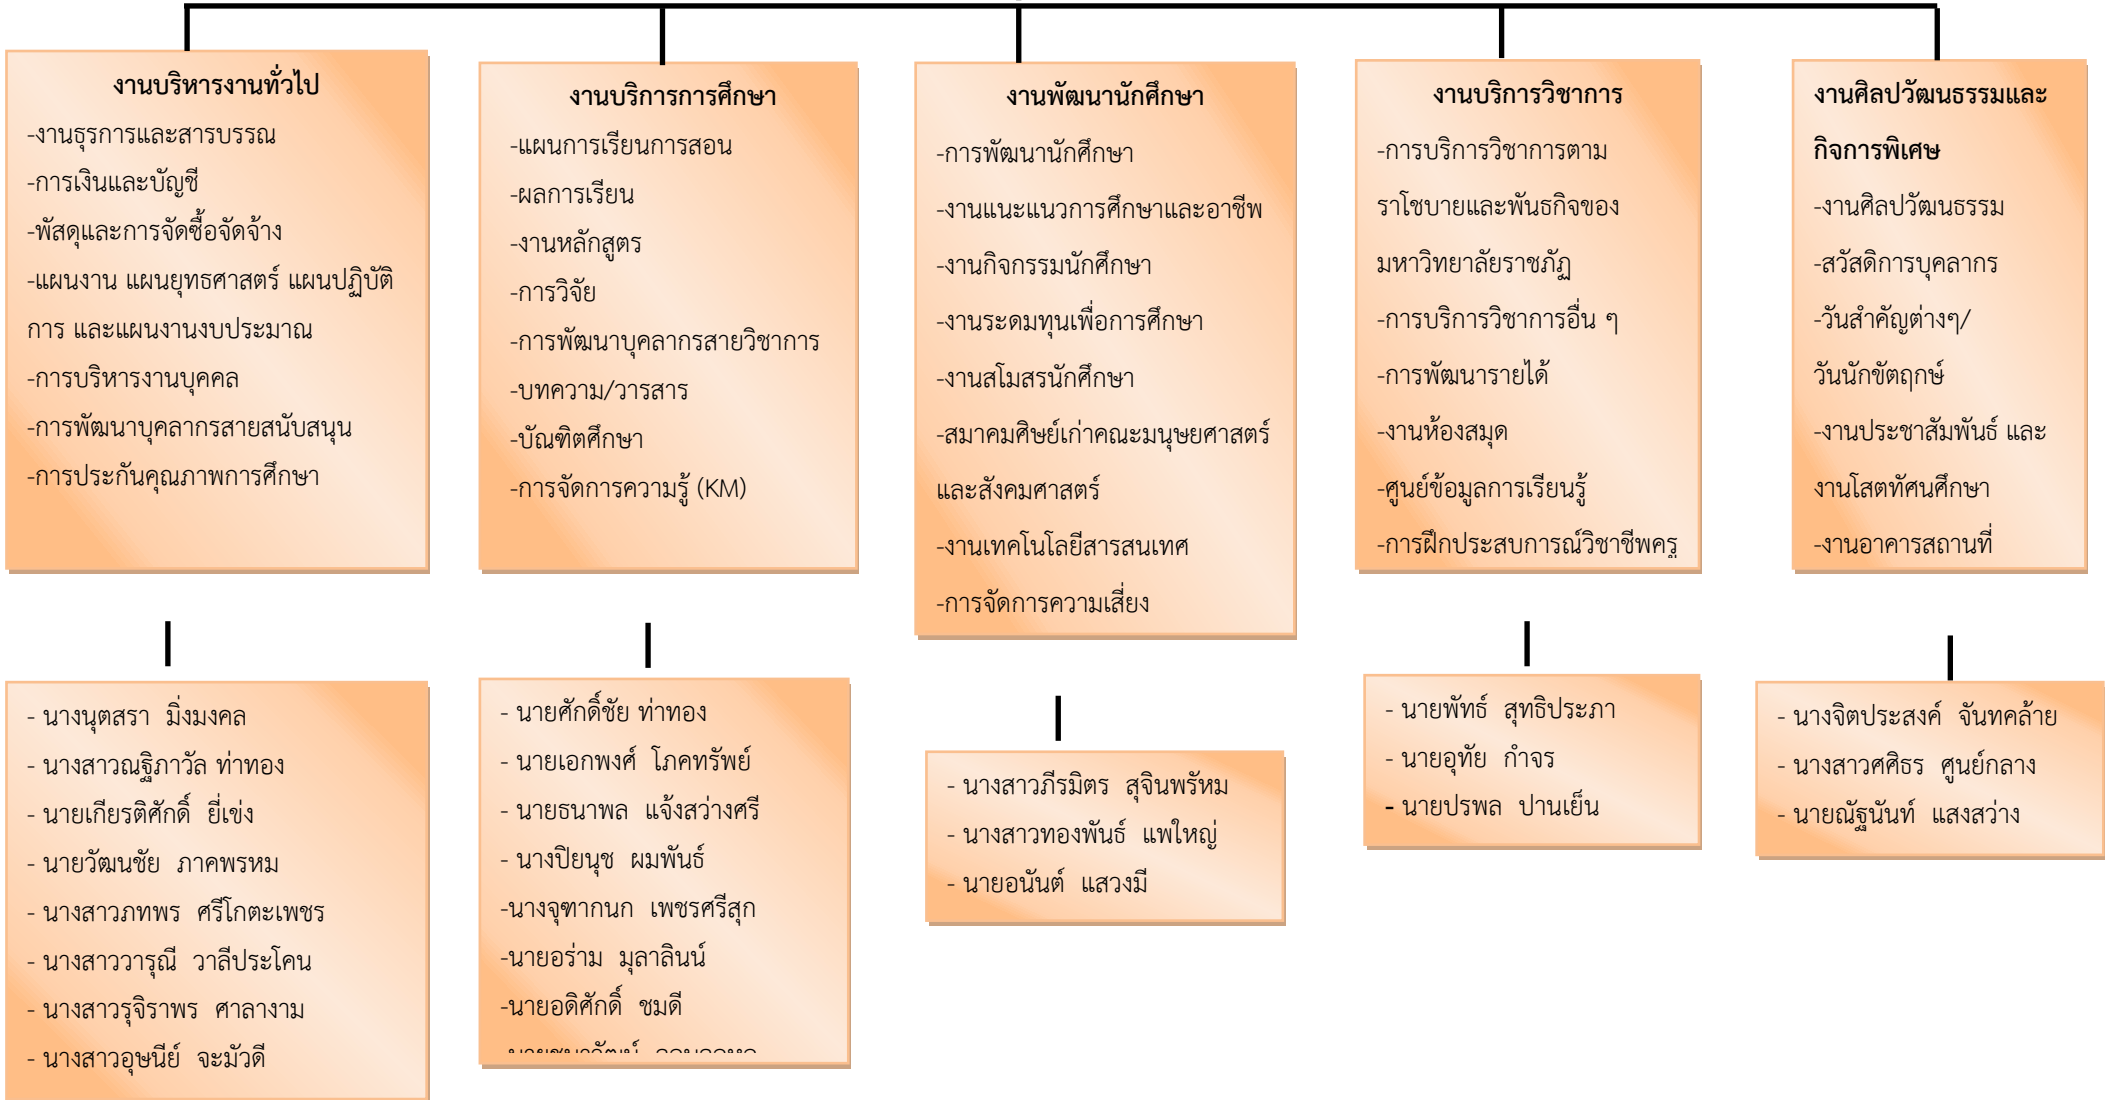 งานบริหารงานทั่วไป
-งานธุรการและสารบรรณ
-การเงินและบัญชี
-พัสดุและการจัดซื้อจัดจ้าง
-แผนงาน แผนยุทธศาสตร์ แผนปฏิบัติ
การ และแผนงานงบประมาณ
-การบริหารงานบุคคล
-การพัฒนาบุคลากรสายสนับสนุน
-การประกันคุณภาพการศึกษา
งานบริการการศึกษา
-แผนการเรียนการสอน
-ผลการเรียน
-งานหลักสูตร
-การวิจัย
-การพัฒนาบุคลากรสายวิชาการ
-บทความ/วารสาร
-บัณฑิตศึกษา
-การจัดการความรู้ (KM)
งานพัฒนานักศึกษา
-การพัฒนานักศึกษา
-งานแนะแนวการศึกษาและอาชีพ
-งานกิจกรรมนักศึกษา
-งานระดมทุนเพื่อการศึกษา
-งานสโมสรนักศึกษา
-สมาคมศิษย์เก่าคณะมนุษยศาสตร์
และสังคมศาสตร์
-งานเทคโนโลยีสารสนเทศ
-การจัดการความเสี่ยง
งานบริการวิชาการ
-การบริการวิชาการตาม
ราโชบายและพันธกิจของ
มหาวิทยาลัยราชภัฏ
-การบริการวิชาการอื่น ๆ
-การพัฒนารายได้
-งานห้องสมุด
-ศูนย์ข้อมูลการเรียนรู้
-การฝึกประสบการณ์วิชาชีพครู
งานศิลปวัฒนธรรมและ
กิจการพิเศษ
-งานศิลปวัฒนธรรม
-สวัสดิการบุคลากร
-วันสำคัญต่างๆ/
วันนักขัตฤกษ์
-งานประชาสัมพันธ์ และ
งานโสตทัศนศึกษา
-งานอาคารสถานที่
- นางนุตสรา มิ่งมงคล
- นางสาวณฐิภาวัล ท่าทอง
- นายเกียรติศักดิ์ ยี่เข่ง
- นายวัฒนชัย ภาคพรหม
- นางสาวภทพร ศรีโกตะเพชร
- นางสาววารุณี วาลีประโคน
- นางสาวรุจิราพร ศาลางาม
- นางสาวอุษนีย์ จะมัวดี
- นายศักดิ์ชัย ท่าทอง
- นายเอกพงศ์ โภคทรัพย์
- นายธนาพล แจ้งสว่างศรี
- นางปิยนุช ผมพันธ์
-นางจุฑากนก เพชรศรีสุก
-นายอร่าม มุลาลินน์
-นายอดิศักดิ์ ชมดี
- นางสาวภีรมิตร สุจินพรัหม
- นางสาวทองพันธ์ แพใหญ่
- นายอนันต์ แสวงมี
- นายพัทธ์ สุทธิประภา
- นายอุทัย กำจร
- นายปรพล ปานเย็น
- นางจิตประสงค์ จันทคล้าย
- นางสาวศศิธร ศูนย์กลาง
- นายณัฐนันท์ แสงสว่าง